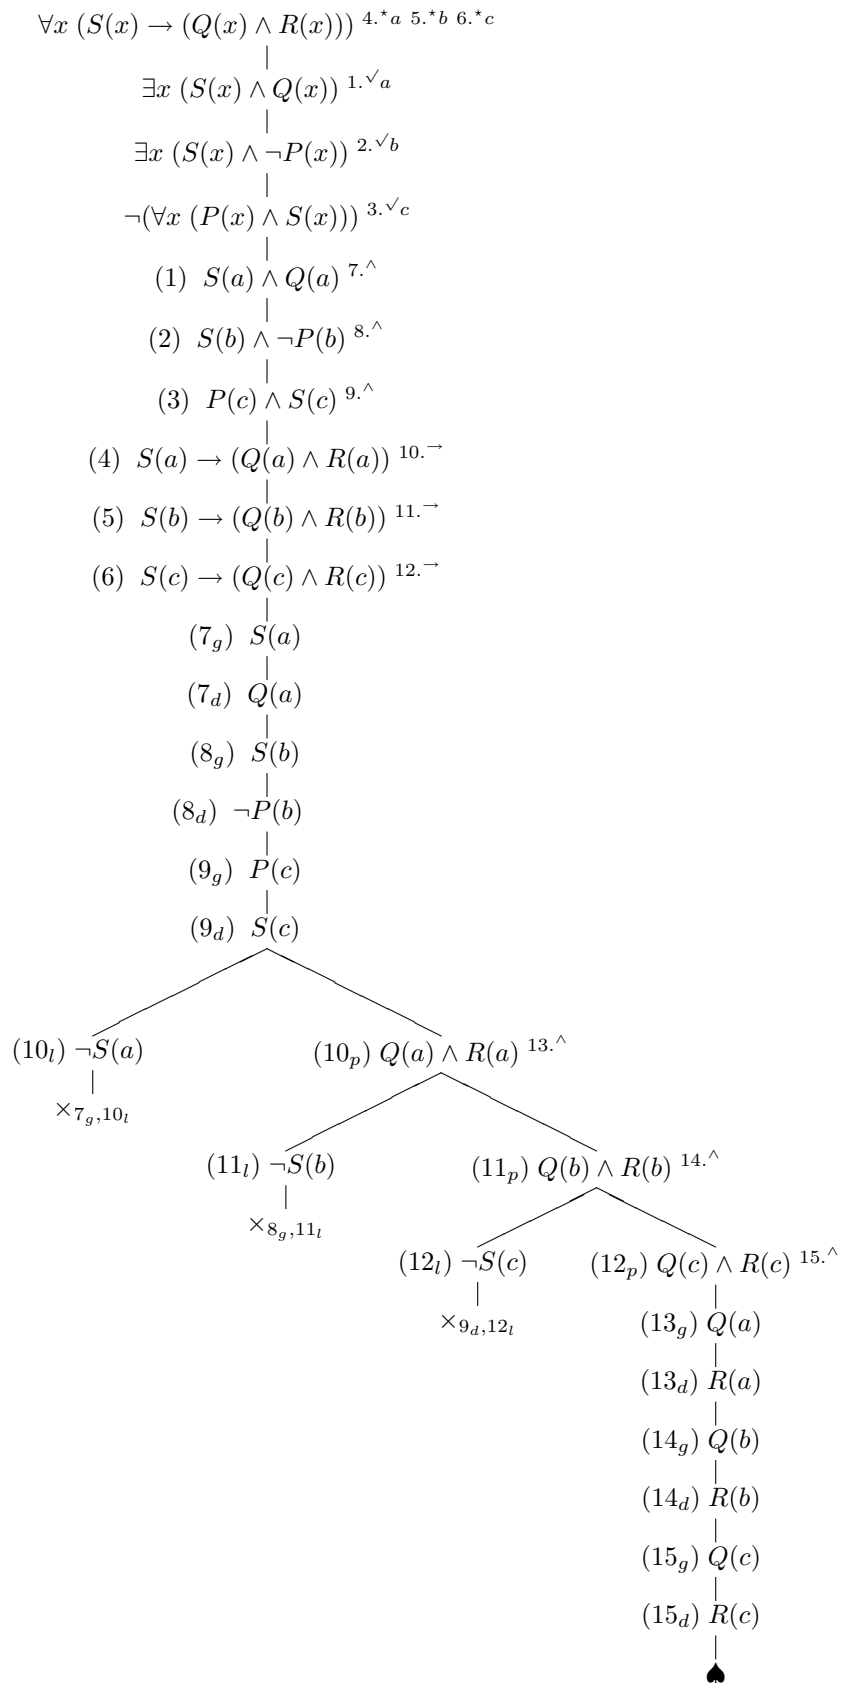 ∀x (S(x) → (Q(x) ∧ R(x))) 4.⋆a 5.⋆b 6.⋆c
∃x (S(x) ∧ Q(x)) 1.√a
∃x (S(x) ∧ ¬P(x)) 2.√b
¬(∀x (P(x) ∧ S(x))) 3.√c
(1) S(a) ∧ Q(a) 7.∧
(2) S(b) ∧ ¬P(b) 8.∧
(3) P(c) ∧ S(c) 9.∧
(4) S(a) → (Q(a) ∧ R(a)) 10.→
(5) S(b) → (Q(b) ∧ R(b)) 11.→
(6) S(c) → (Q(c) ∧ R(c)) 12.→
(7g) S(a)
(7d) Q(a)
(8g) S(b)
(8d) ¬P(b)
(9g) P(c)
(9d) S(c)
(10l) ¬S(a) (10p) Q(a) ∧ R(a) 13.∧
×7g,10l
(11l) ¬S(b) (11p) Q(b) ∧ R(b) 14.∧
×8g,11l
(12l) ¬S(c) (12p) Q(c) ∧ R(c) 15.∧
×9d,12l
(13g) Q(a)
(13d) R(a)
(14g) Q(b)
(14d) R(b)
(15g) Q(c)
(15d) R(c)
♠